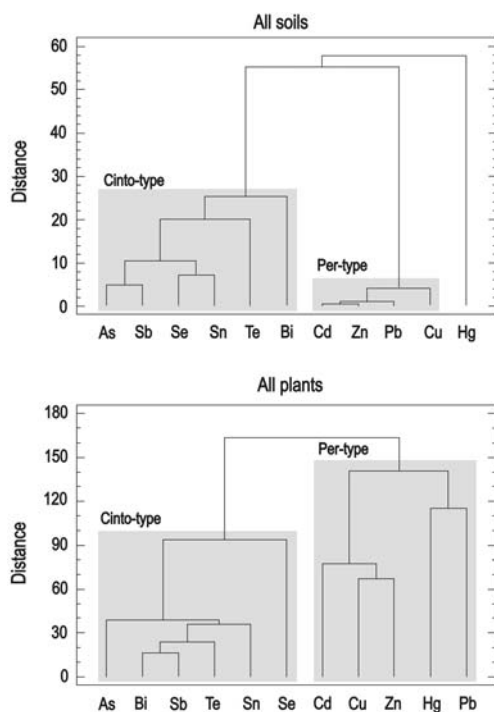 All soils
60
50
40
30
20
10
0
Distance
Cinto-type
Per-type
As Sb Se Sn Te Bi Cd Zn Pb Cu Hg
All plants
180
150
120
90
60
30
0
Distance
Cinto-type
Per-type
As Bi Sb Te Sn Se Cd Cu Zn Hg Pb